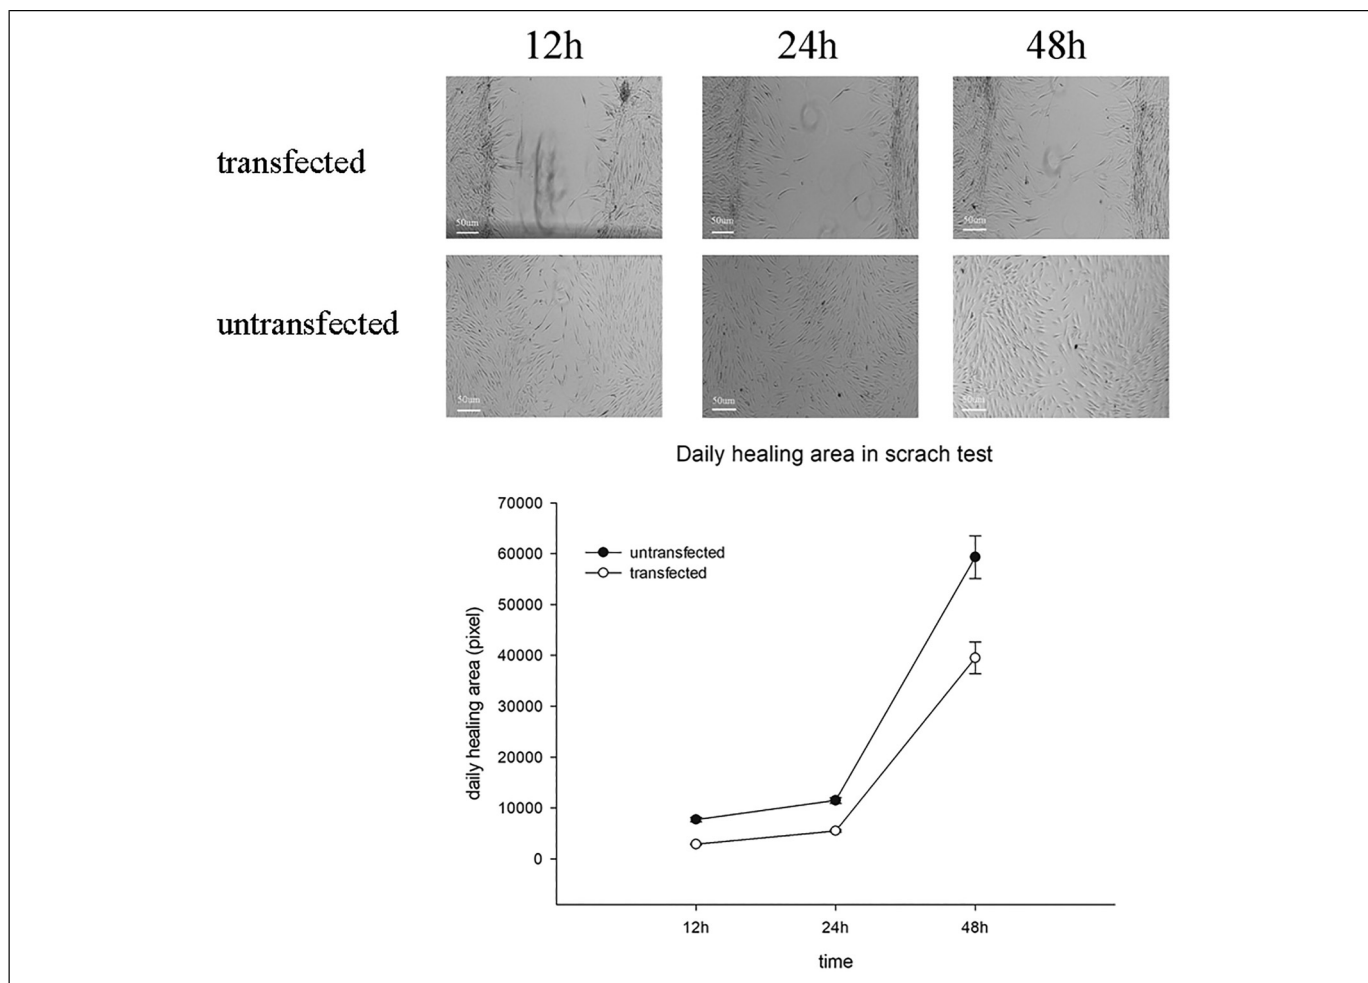 12h 24h 48h
transfected
50um 50um 50um
untransfected
50um 50um 50um
Daily healing area in scrach test
70000
60000
50000
40000
30000
20000
10000
0
untransfected
transfected
daily healing area (pixel)
12h 24h 48h
time